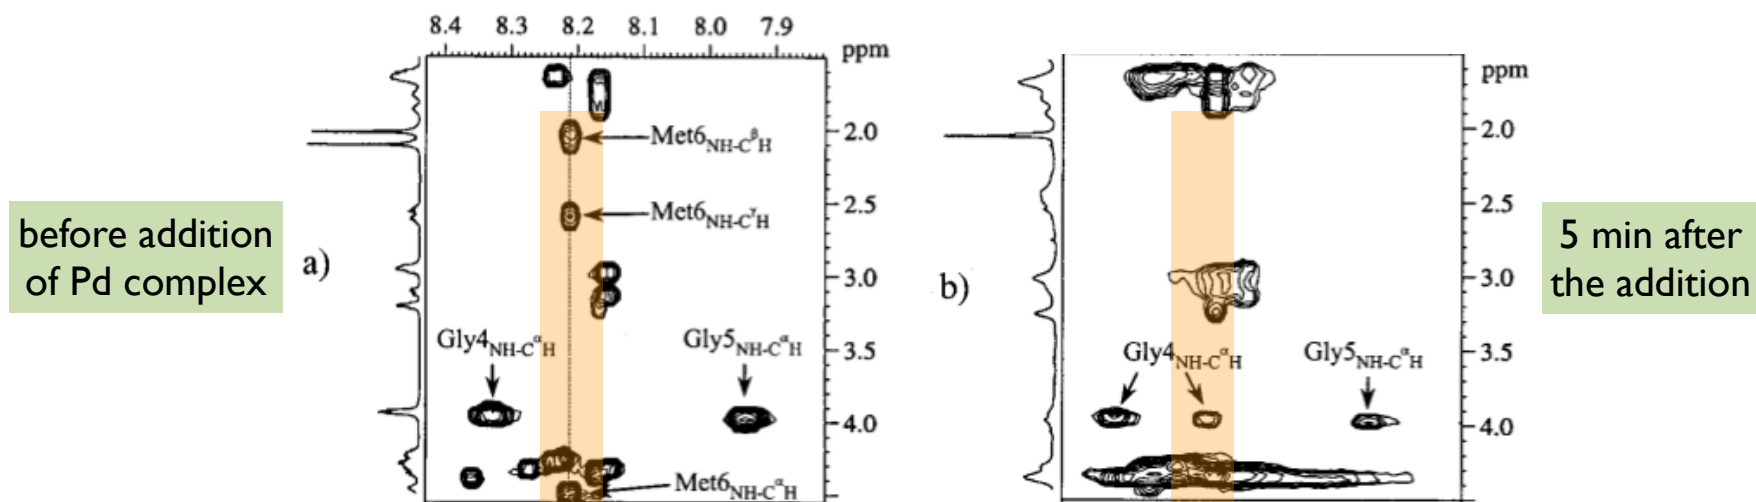 8.4 8.3 8.2 8.1 8.0 7.9
ppm
2.0
2.5
3.0
3.5
4.0
Met6NH-CβH
Met6NH-CγH
Gly4NH-CαH
Gly5NH-CαH
Met6NH-CαH
before addition
of Pd complex
a)
b)
ppm
2.0
2.5
3.0
3.5
4.0
Gly4NH-CαH
Gly5NH-CαH
5 min after
the addition